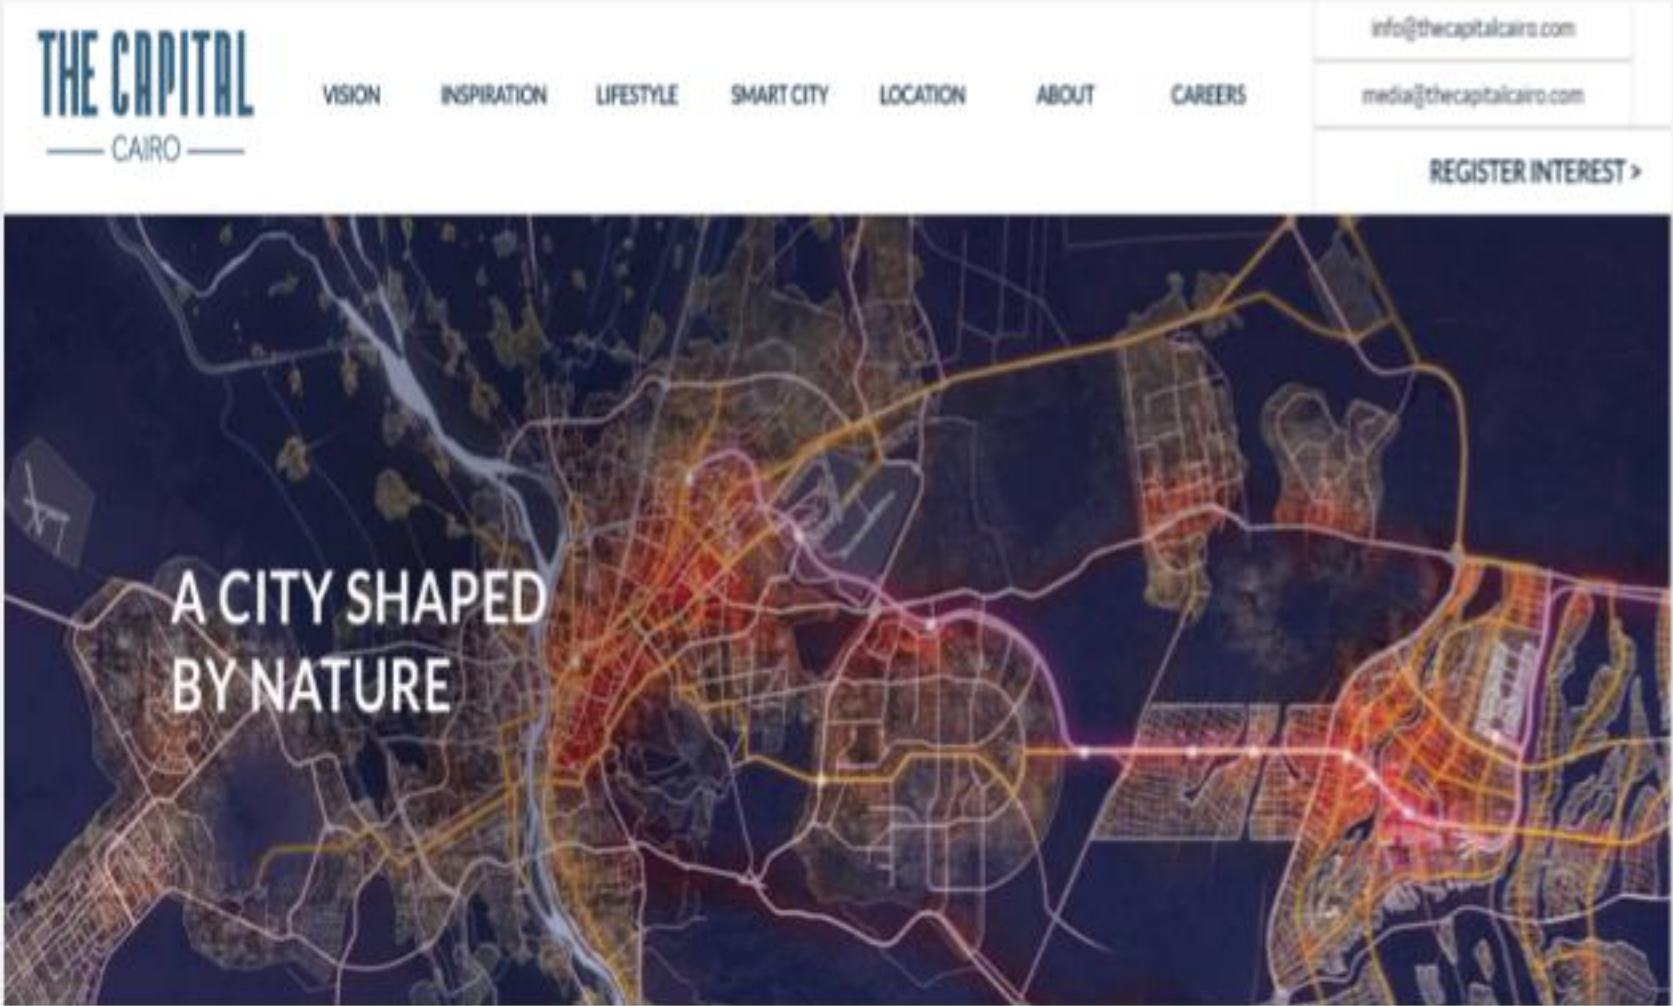 THE CAPITAL
CAIRO
VISION INSPIRATION LIFESTYLE SMART CITY LOCATION ABOUT CAREERS
info@thecapitalcairo.com
media@thecapitalcairo.com
REGISTER INTEREST >
A CITY SHAPED
BY NATURE